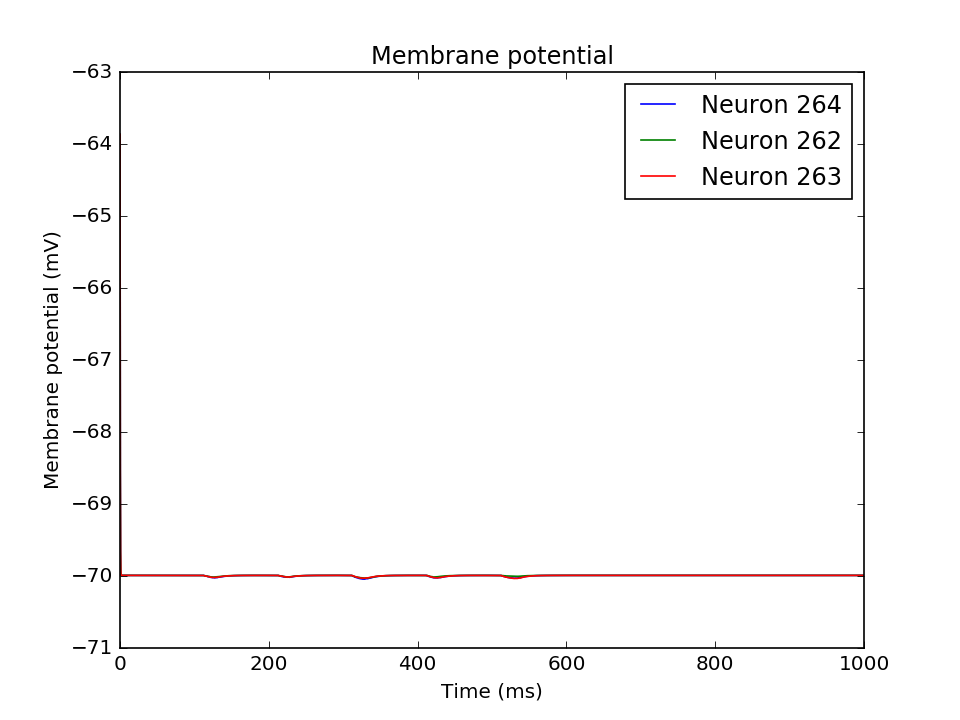 Membrane potential
−63
−64
−65
−66
−67
−68
−69
−70
−71
Membrane potential (mV)
Neuron 264
Neuron 262
Neuron 263
0 200 400 600 800 1000
Time (ms)